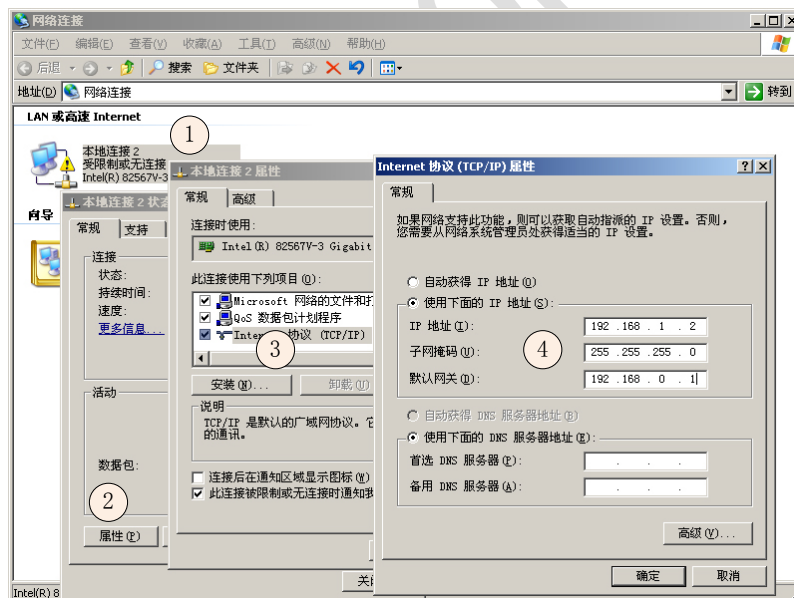 网络连接
文件(F) 编辑(E) 查看(V) 收藏(A) 工具(T) 高级(N) 帮助(H)
后退 搜索 文件夹
地址(D) 网络连接 转到
LAN 或高速 Internet
1
本地连接 2
受限制或无连接
Intel(R) 82567V-3
向导
本地连接 2 状态
常规 支持
连接
状态:
持续时间:
速度:
更多信息...
活动
数据包:
2
属性(P)
关闭
Intel(R) 8
本地连接 2 属性
常规 高级
连接时使用:
Intel(R) 82567V-3 Gigabit
此连接使用下列项目(O):
Microsoft 网络的文件和打
QoS 数据包计划程序
Internet 协议 (TCP/IP)
3
安装(N)... 卸载(U)
说明
TCP/IP 是默认的广域网协议。它
的通讯。
连接后在通知区域显示图标(W)
此连接被限制或无连接时通知我
Internet 协议 (TCP/IP) 属性
常规
如果网络支持此功能,则可以获取自动指派的 IP 设置。否则,
您需要从网络系统管理员处获得适当的 IP 设置。
自动获得 IP 地址(O)
使用下面的 IP 地址(S):
IP 地址(I): 192 .168 . 1 . 2
子网掩码(U): 255 .255 .255 . 0
4
默认网关(D): 192 .168 . 0 . 1
自动获得 DNS 服务器地址(B)
使用下面的 DNS 服务器地址(E):
首选 DNS 服务器(P): . . .
备用 DNS 服务器(A): . . .
高级(V)...
确定 取消